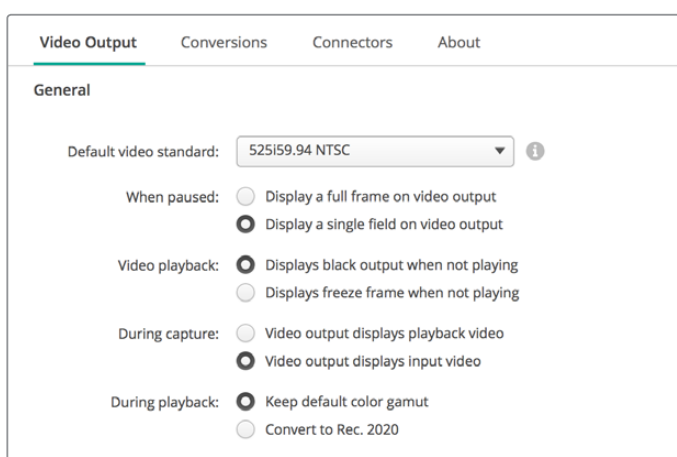 Video Output Conversions Connectors About
General
Default video standard: 525i59.94 NTSC
When paused: Display a full frame on video output
Display a single field on video output
Video playback: Displays black output when not playing
Displays freeze frame when not playing
During capture: Video output displays playback video
Video output displays input video
During playback: Keep default color gamut
Convert to Rec. 2020